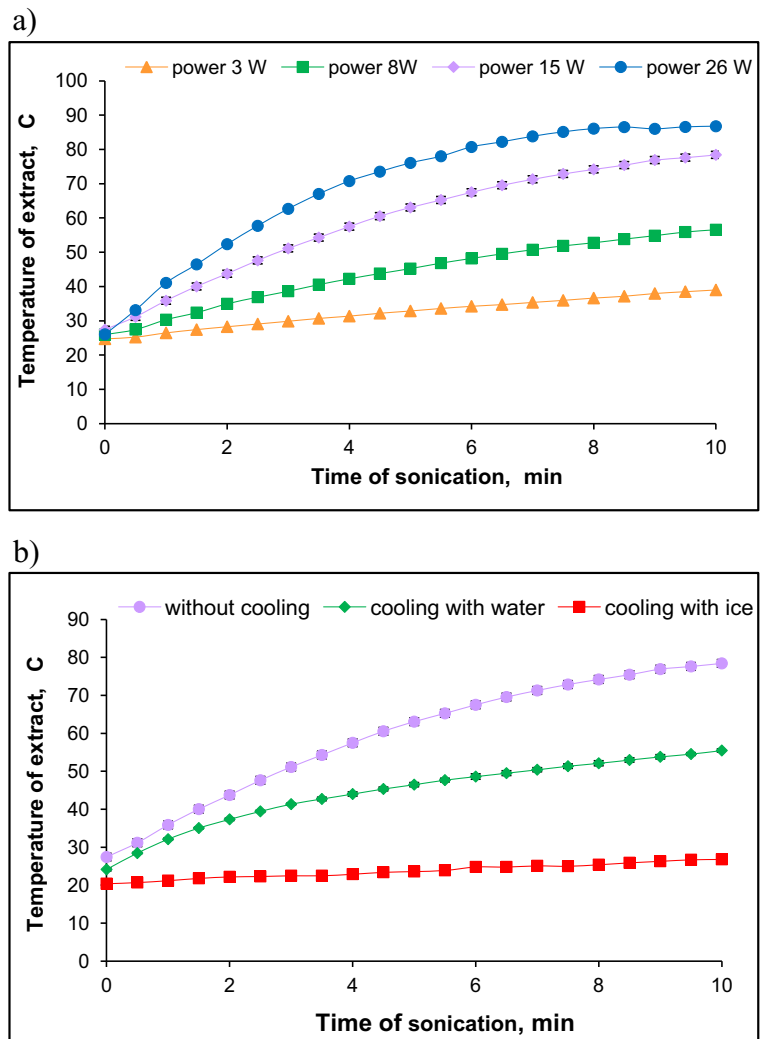 a)
power 3 W power 8W power 15 W power 26 W
100
90
80
70
60
50
40
30
20
10
0
Temperature of extract, C
0 2 4 6 8 10
Time of sonication, min
b)
without cooling cooling with water cooling with ice
90
80
70
60
50
40
30
20
10
0
Temperature of extract, C
0 2 4 6 8 10
Time of sonication, min